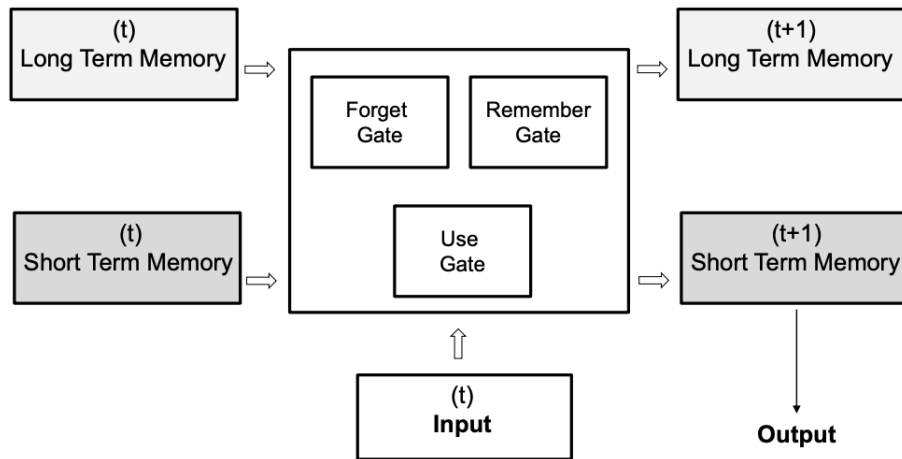 (t)
Long Term Memory
(t+1)
Long Term Memory
Forget
Gate
Remember
Gate
(t)
Short Term Memory
Use
Gate
(t+1)
Short Term Memory
(t)
Input
Output